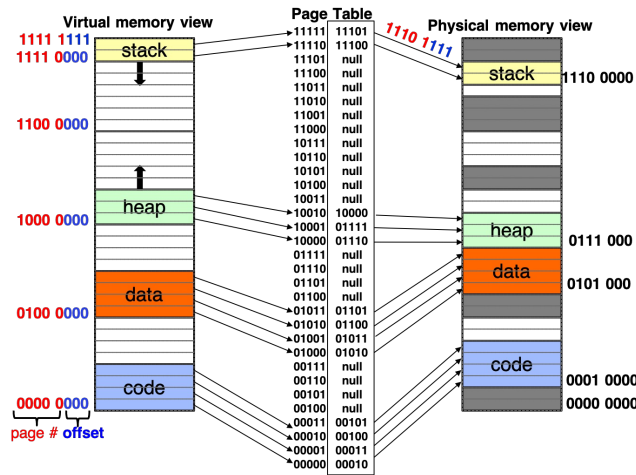 Virtual memory view
Page Table
Physical memory view
1111 1111
1111 0000
stack
1100 0000
heap
1000 0000
data
0100 0000
code
0000 0000
page # offset
11111 11101
11110 11100
11101 null
11100 null
11011 null
11010 null
11001 null
11000 null
10111 null
10110 null
10101 null
10100 null
10011 null
10010 10000
10001 01111
10000 01110
01111 null
01110 null
01101 null
01100 null
01011 01101
01010 01100
01001 01011
01000 01010
00111 null
00110 null
00101 null
00100 null
00011 00101
00010 00100
00001 00011
00000 00010
1110 1111
stack
1110 0000
heap
0111 000
data
0101 000
code
0001 0000
0000 0000